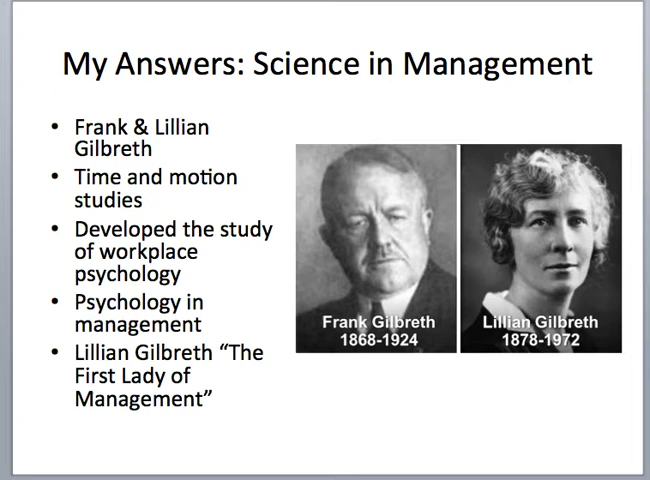 My Answers: Science in Management
• Frank & Lillian
Gilbreth
• Time and motion
studies
• Developed the study
of workplace
psychology
• Psychology in
management
• Lillian Gilbreth “The
First Lady of
Management”
Frank Gilbreth
1868-1924
Lillian Gilbreth
1878-1972